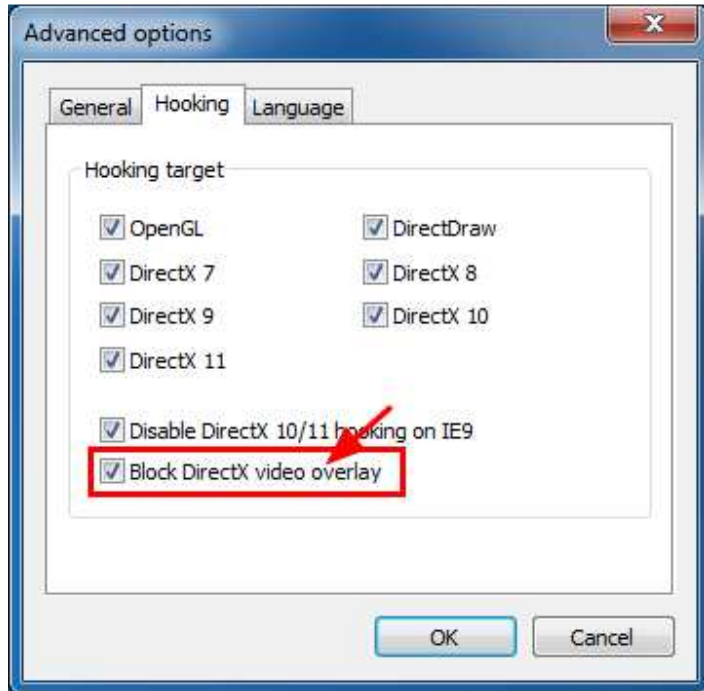 Advanced options
General Hooking Language
Hooking target
OpenGL DirectDraw
DirectX 7 DirectX 8
DirectX 9 DirectX 10
DirectX 11
Disable DirectX 10/11 hooking on IE9
Block DirectX video overlay
OK Cancel